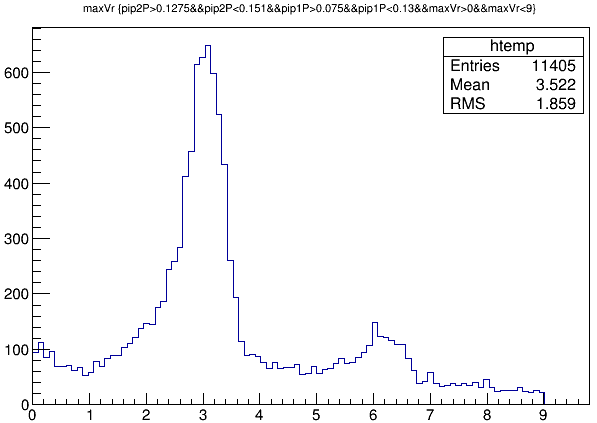 maxVr {pip2P>0.1275&&pip2P<0.151&&pip1P>0.075&&pip1P<0.13&&maxVr>0&&maxVr<9}
htemp
Entries 11405
Mean 3.522
RMS 1.859
600
500
400
300
200
100
0
0 1 2 3 4 5 6 7 8 9